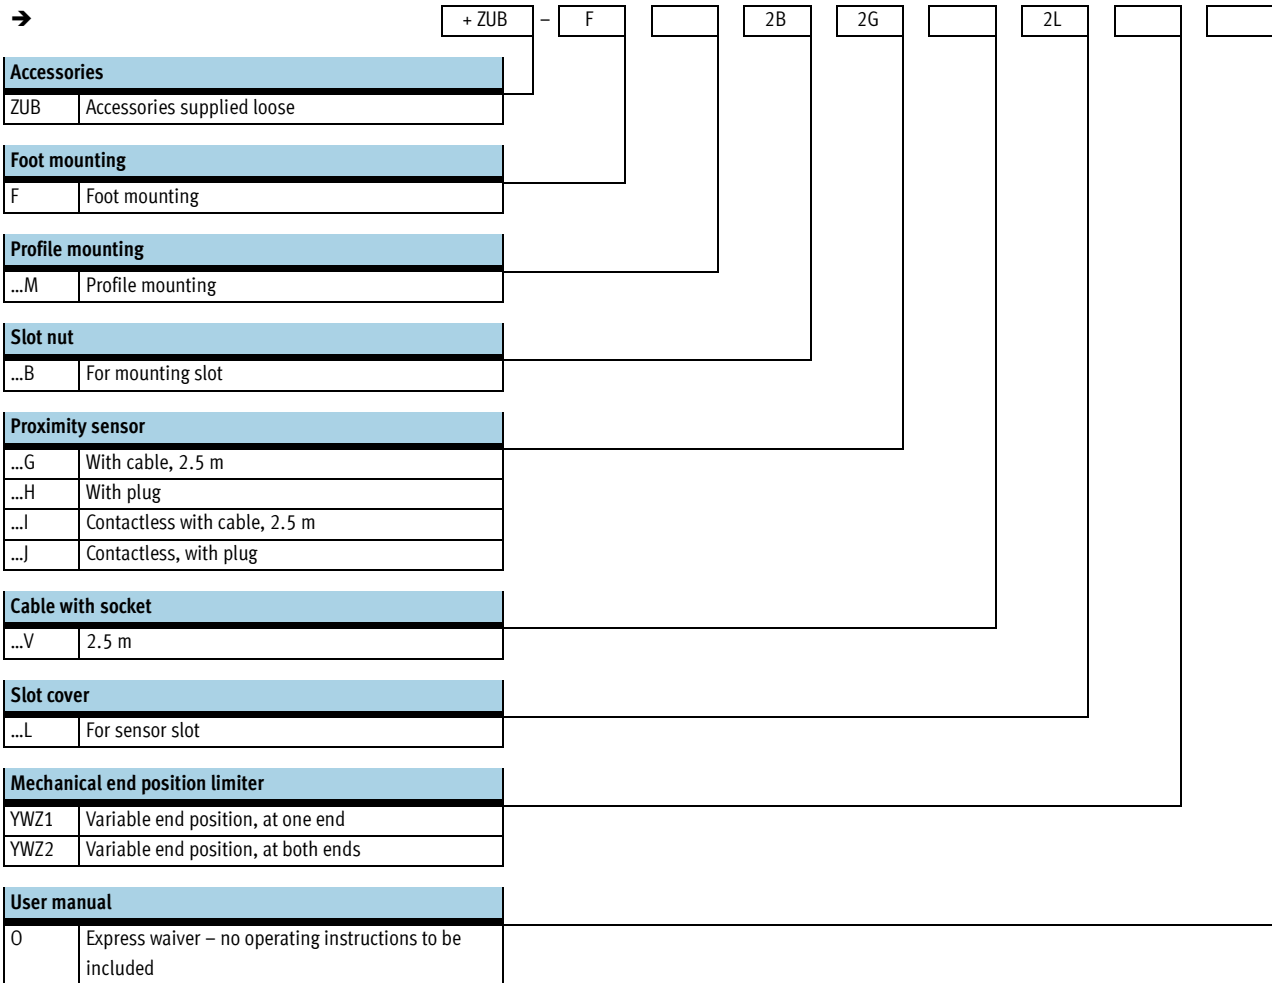 ➔ + ZUB – F 2B 2G 2L
Accessories
ZUB Accessories supplied loose
Foot mounting
F Foot mounting
Profile mounting
...M Profile mounting
Slot nut
...B For mounting slot
Proximity sensor
...G With cable, 2.5 m
...H With plug
...I Contactless with cable, 2.5 m
...J Contactless, with plug
Cable with socket
...V 2.5 m
Slot cover
...L For sensor slot
Mechanical end position limiter
YWZ1 Variable end position, at one end
YWZ2 Variable end position, at both ends
User manual
O Express waiver – no operating instructions to be
included